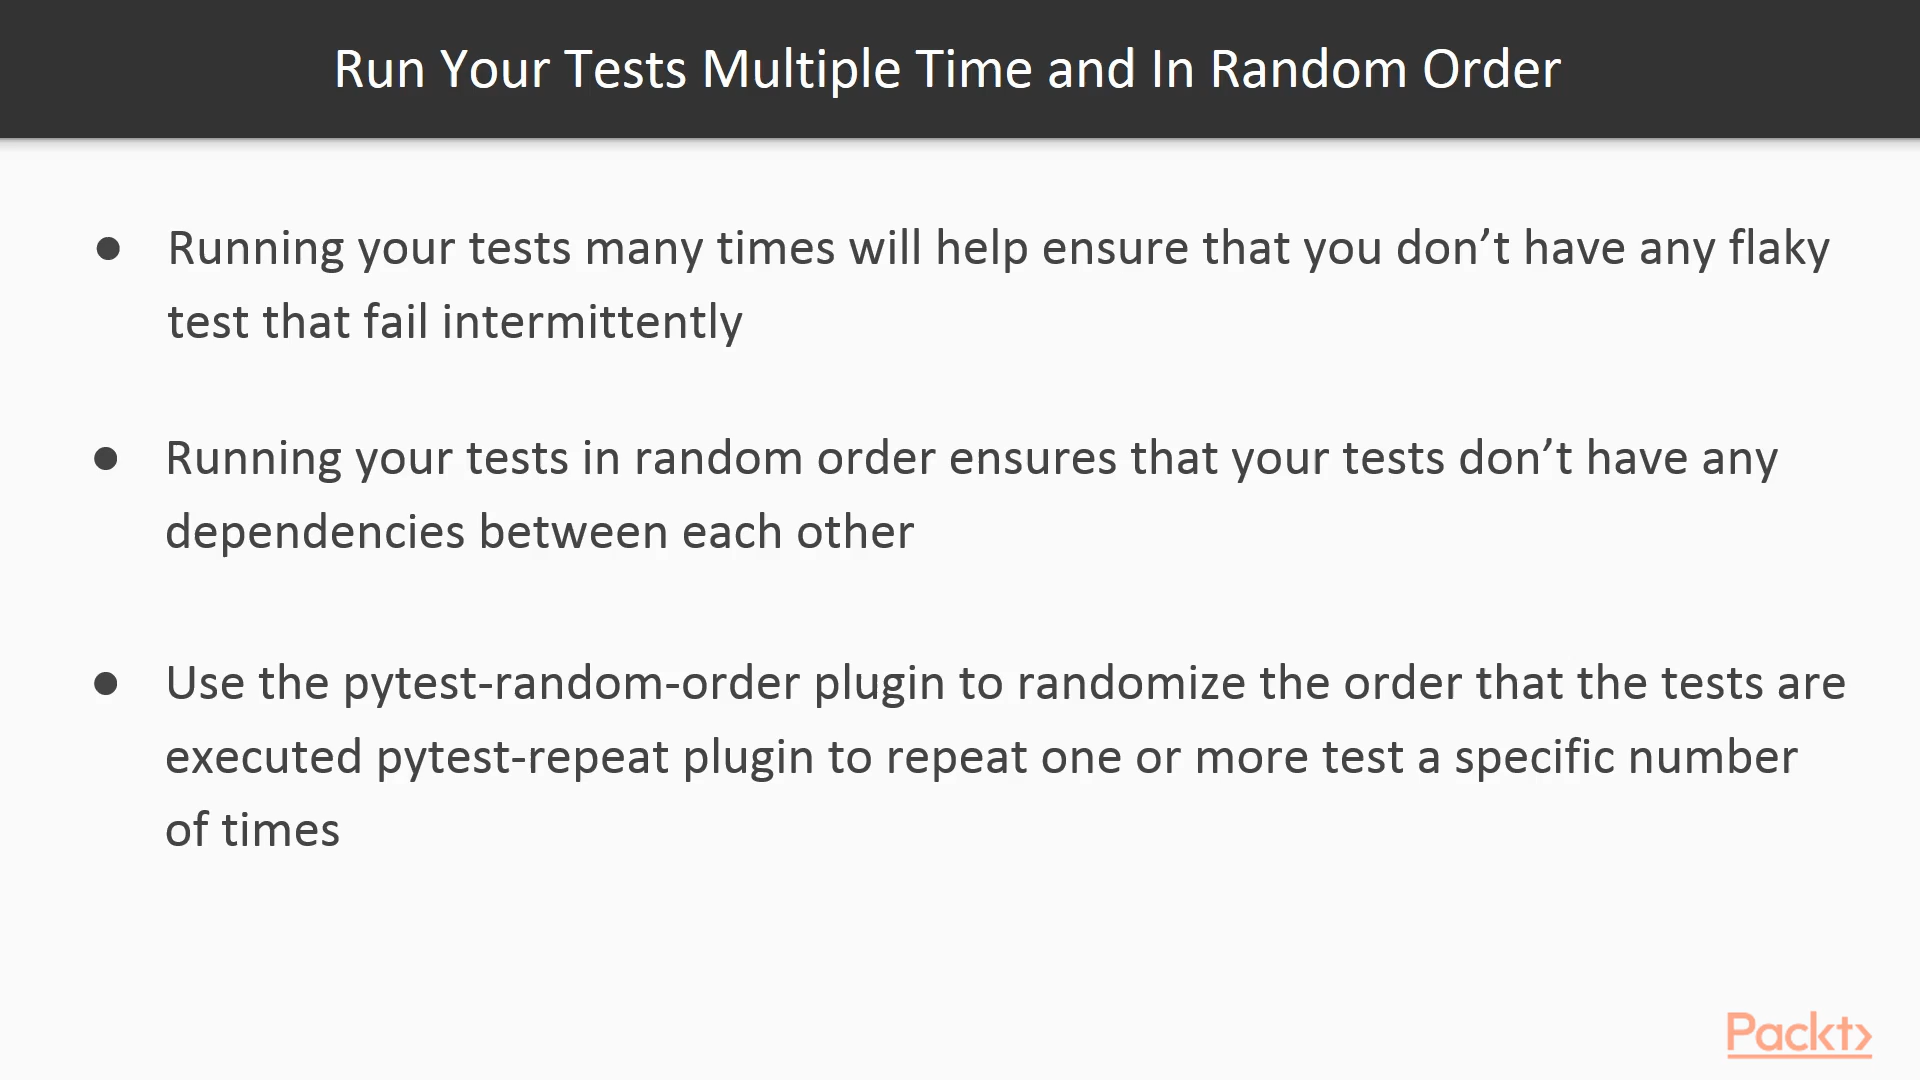 Run Your Tests Multiple Time and In Random Order
● Running your tests many times will help ensure that you don’t have any flaky
test that fail intermittently
● Running your tests in random order ensures that your tests don’t have any
dependencies between each other
● Use the pytest-random-order plugin to randomize the order that the tests are
executed pytest-repeat plugin to repeat one or more test a specific number
of times
Packt